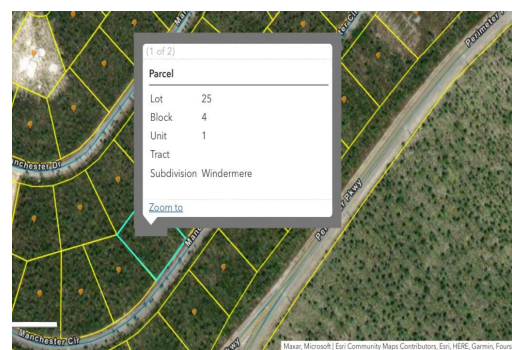 (1 of 2)
Parcel
Lot 25
Block 4
Unit 1
Tract
Subdivision Windermere
Zoom to
Manchester Dr
Manchester Cir
Maxar, Microsoft | Esri Community Maps Contributors, Esri, HERE, Garmin, Fours